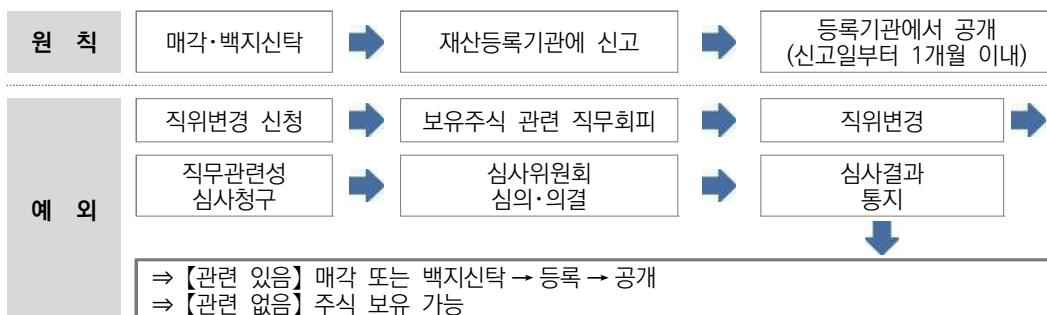 원 칙
매각·백지신탁
재산등록기관에 신고
등록기관에서 공개
(신고일부터 1개월 이내)
예 외
직위변경 신청
보유주식 관련 직무회피
직위변경
직무관련성
심사청구
심사위원회
심의·의결
심사결과
통지
⇒【관련 있음】매각 또는 백지신탁 → 등록 → 공개
⇒【관련 없음】주식 보유 가능